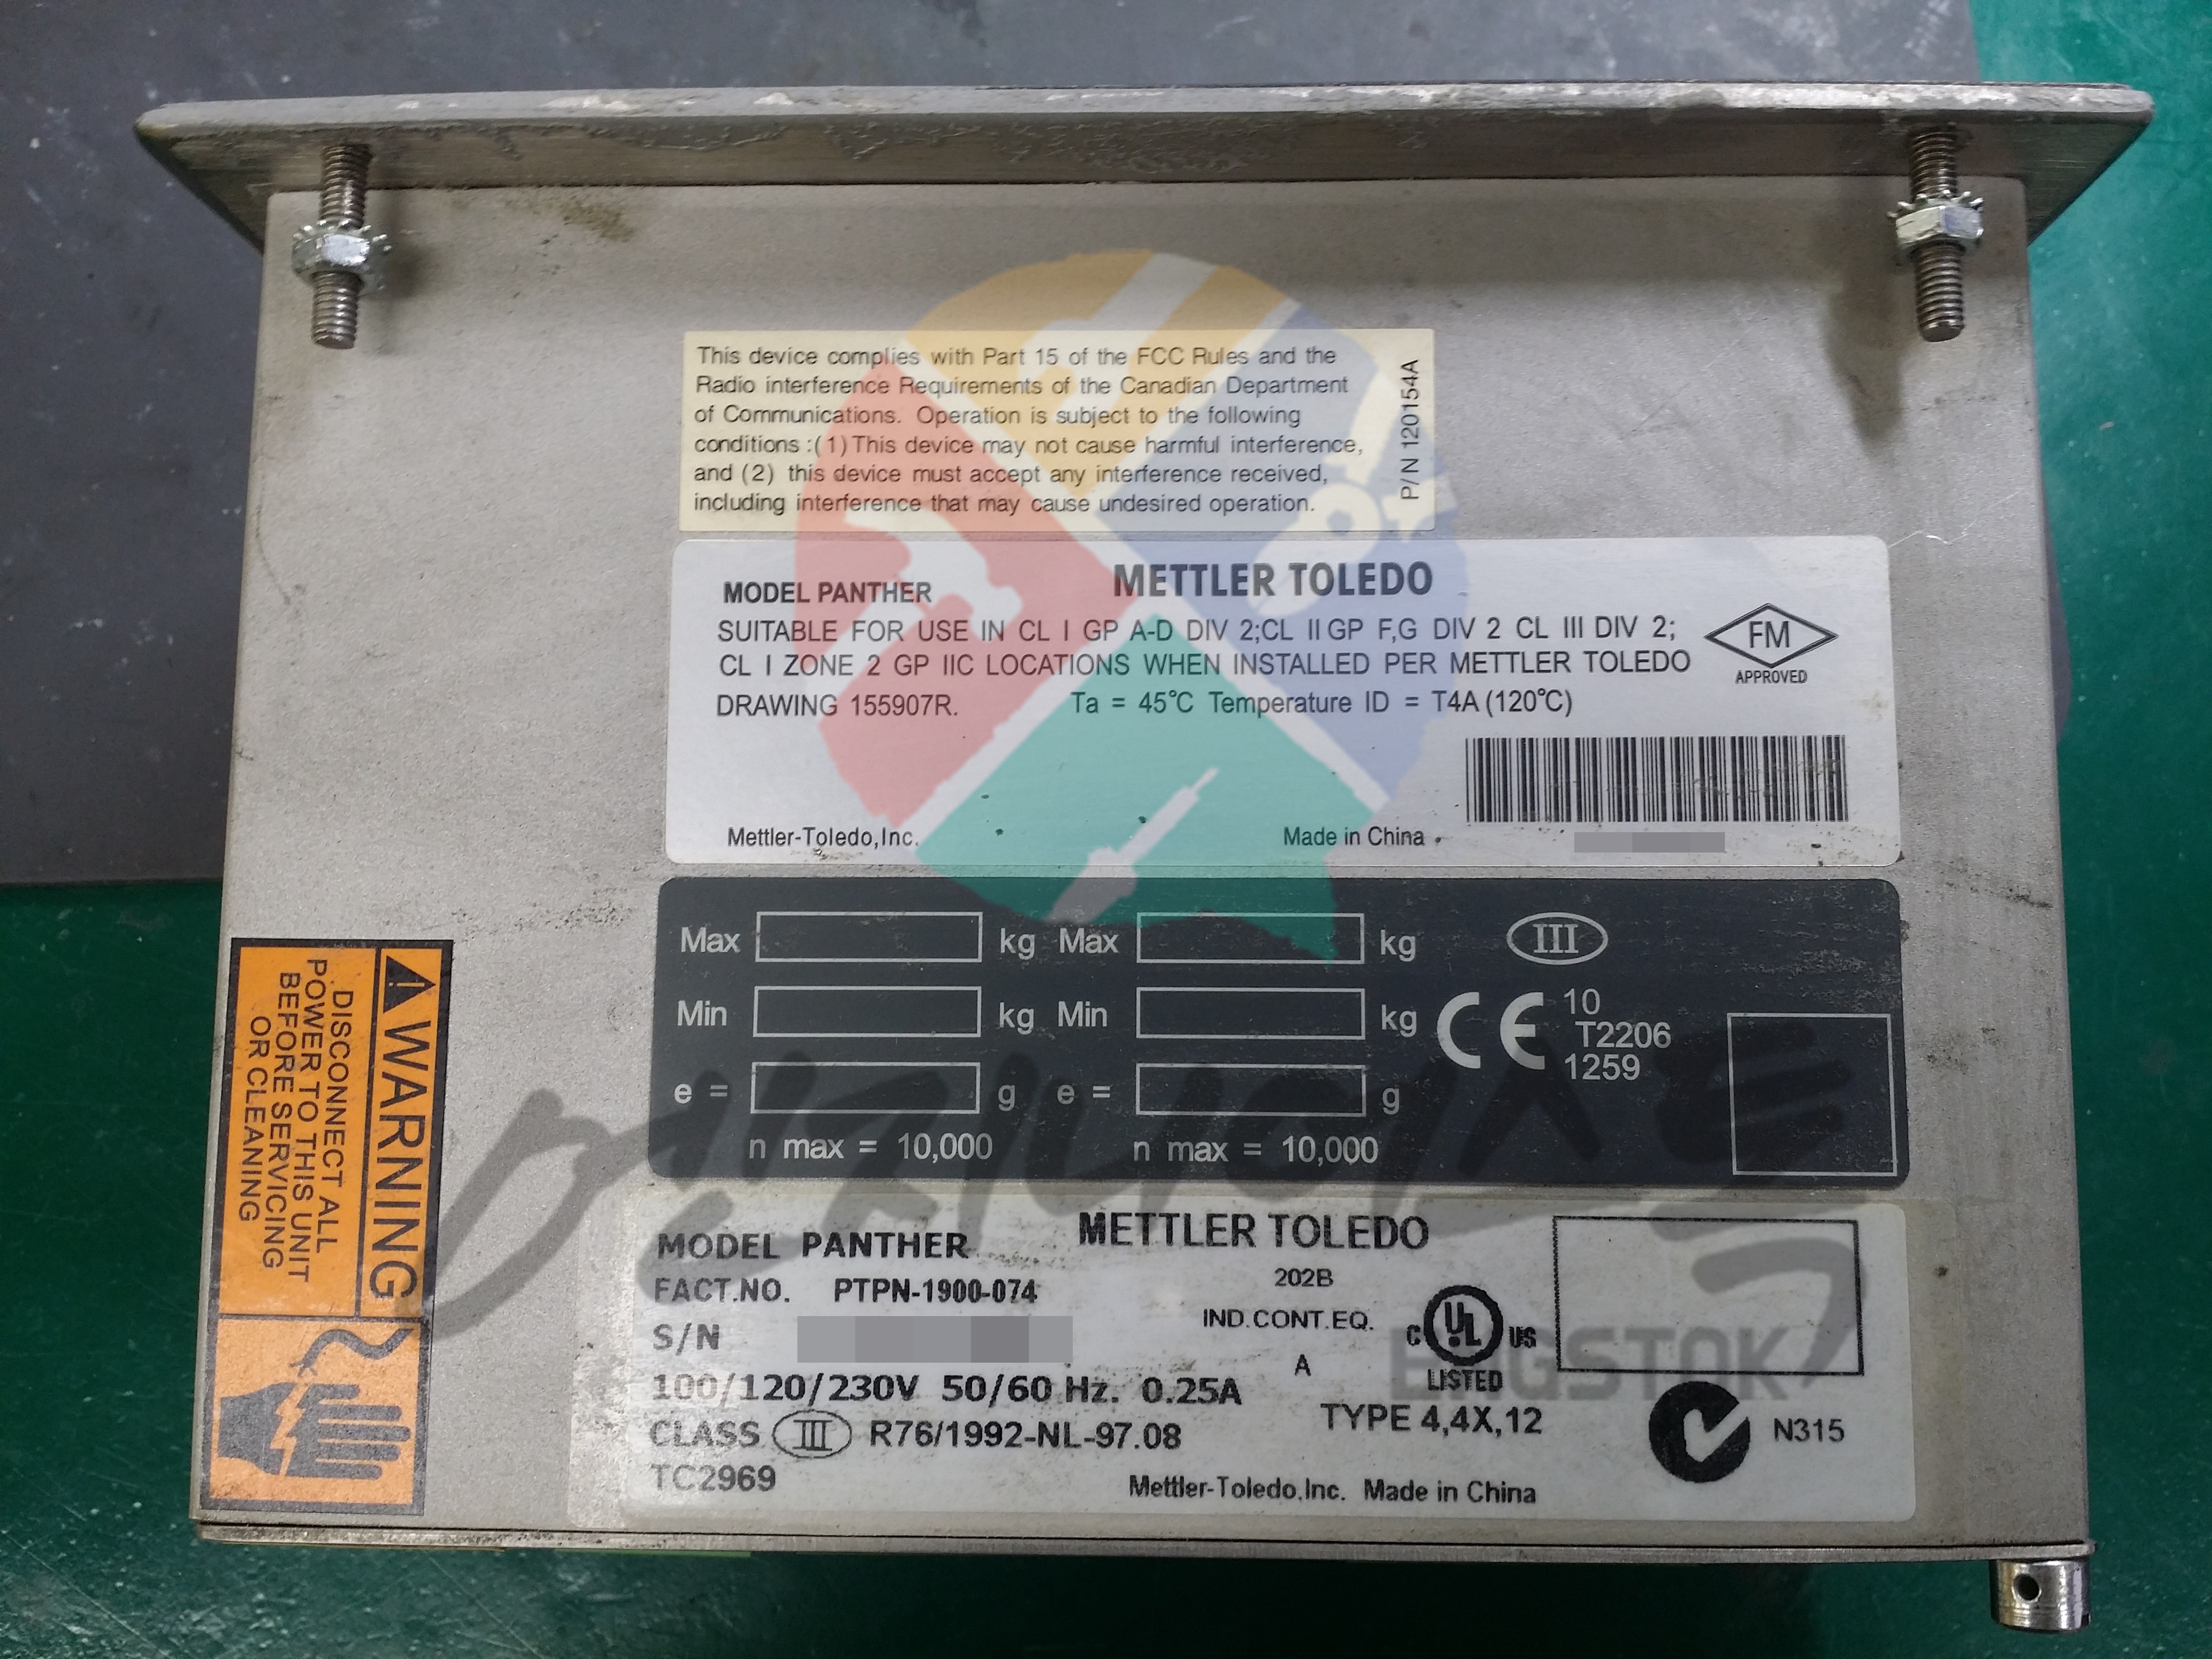 This device complies with Part 15 of the FCC Rules and the
Radio interference Requirements of the Canadian Department
of Communications. Operation is subject to the following
conditions :(1) This device may not cause harmful interference,
and (2) this device must accept any interference received,
including interference that may cause undesired operation.
P/N 120154A
METTLER TOLEDO
MODEL PANTHER
SUITABLE FOR USE IN CL I GP A-D DIV 2;CL II GP F,G DIV 2 CL III DIV 2;
CL I ZONE 2 GP IIC LOCATIONS WHEN INSTALLED PER METTLER TOLEDO
DRAWING 155907R. Ta = 45℃ Temperature ID = T4A (120℃)
FM
APPROVED
Mettler-Toledo,Inc. Made in China
Max kg Max kg
III
Min kg Min kg
CE 10
T2206
1259
e = g e = g
n max = 10,000 n max = 10,000
WARNING
DISCONNECT ALL
POWER TO THIS UNIT
BEFORE SERVICING
OR CLEANING
METTLER TOLEDO
MODEL PANTHER
FACT.NO. PTPN-1900-074
202B
S/N
IND.CONT.EQ.
A
C UL US
LISTED
100/120/230V 50/60 Hz. 0.25A
TYPE 4,4X,12
CLASS III R76/1992-NL-97.08
N315
TC2969
Mettler-Toledo,Inc. Made in China